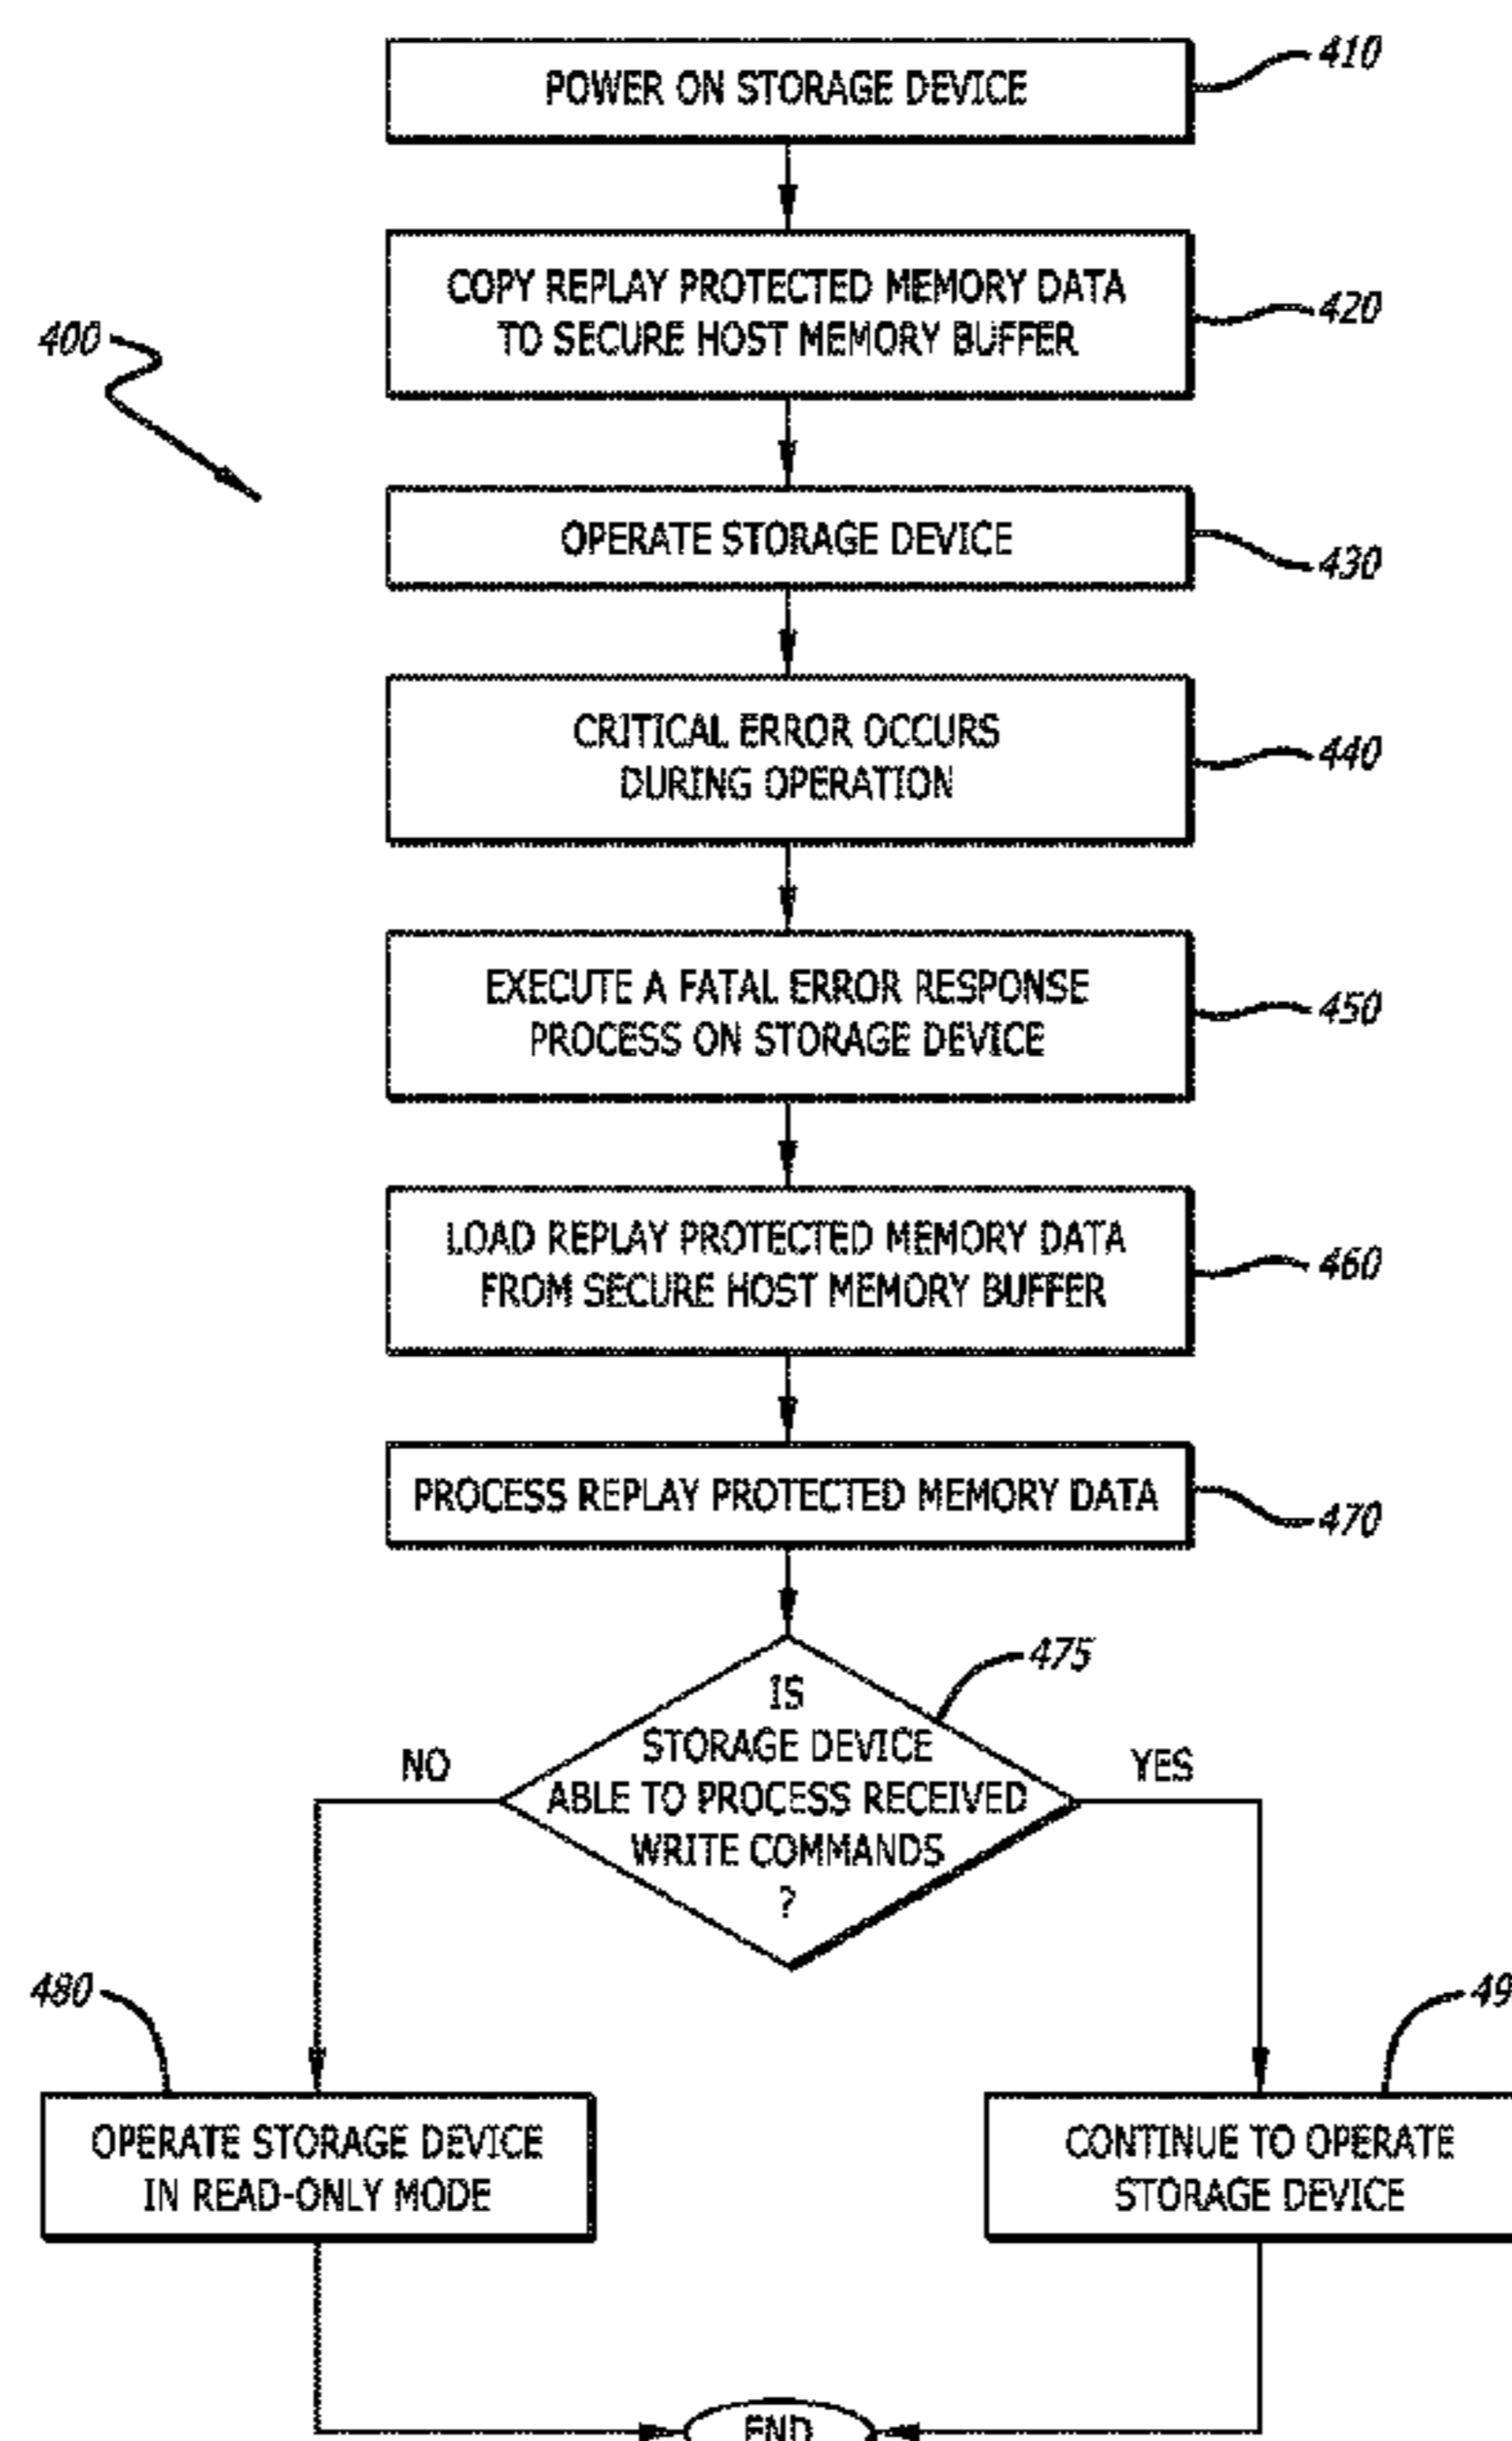 POWER ON STORAGE DEVICE
410
COPY REPLAY PROTECTED MEMORY DATA
TO SECURE HOST MEMORY BUFFER
420
400
OPERATE STORAGE DEVICE
430
CRITICAL ERROR OCCURS
DURING OPERATION
440
EXECUTE A FATAL ERROR RESPONSE
PROCESS ON STORAGE DEVICE
450
LOAD REPLAY PROTECTED MEMORY DATA
FROM SECURE HOST MEMORY BUFFER
460
PROCESS REPLAY PROTECTED MEMORY DATA
470
475
IS
STORAGE DEVICE
ABLE TO PROCESS RECEIVED
WRITE COMMANDS
?
NO
YES
480
49
OPERATE STORAGE DEVICE
IN READ-ONLY MODE
CONTINUE TO OPERATE
STORAGE DEVICE
END